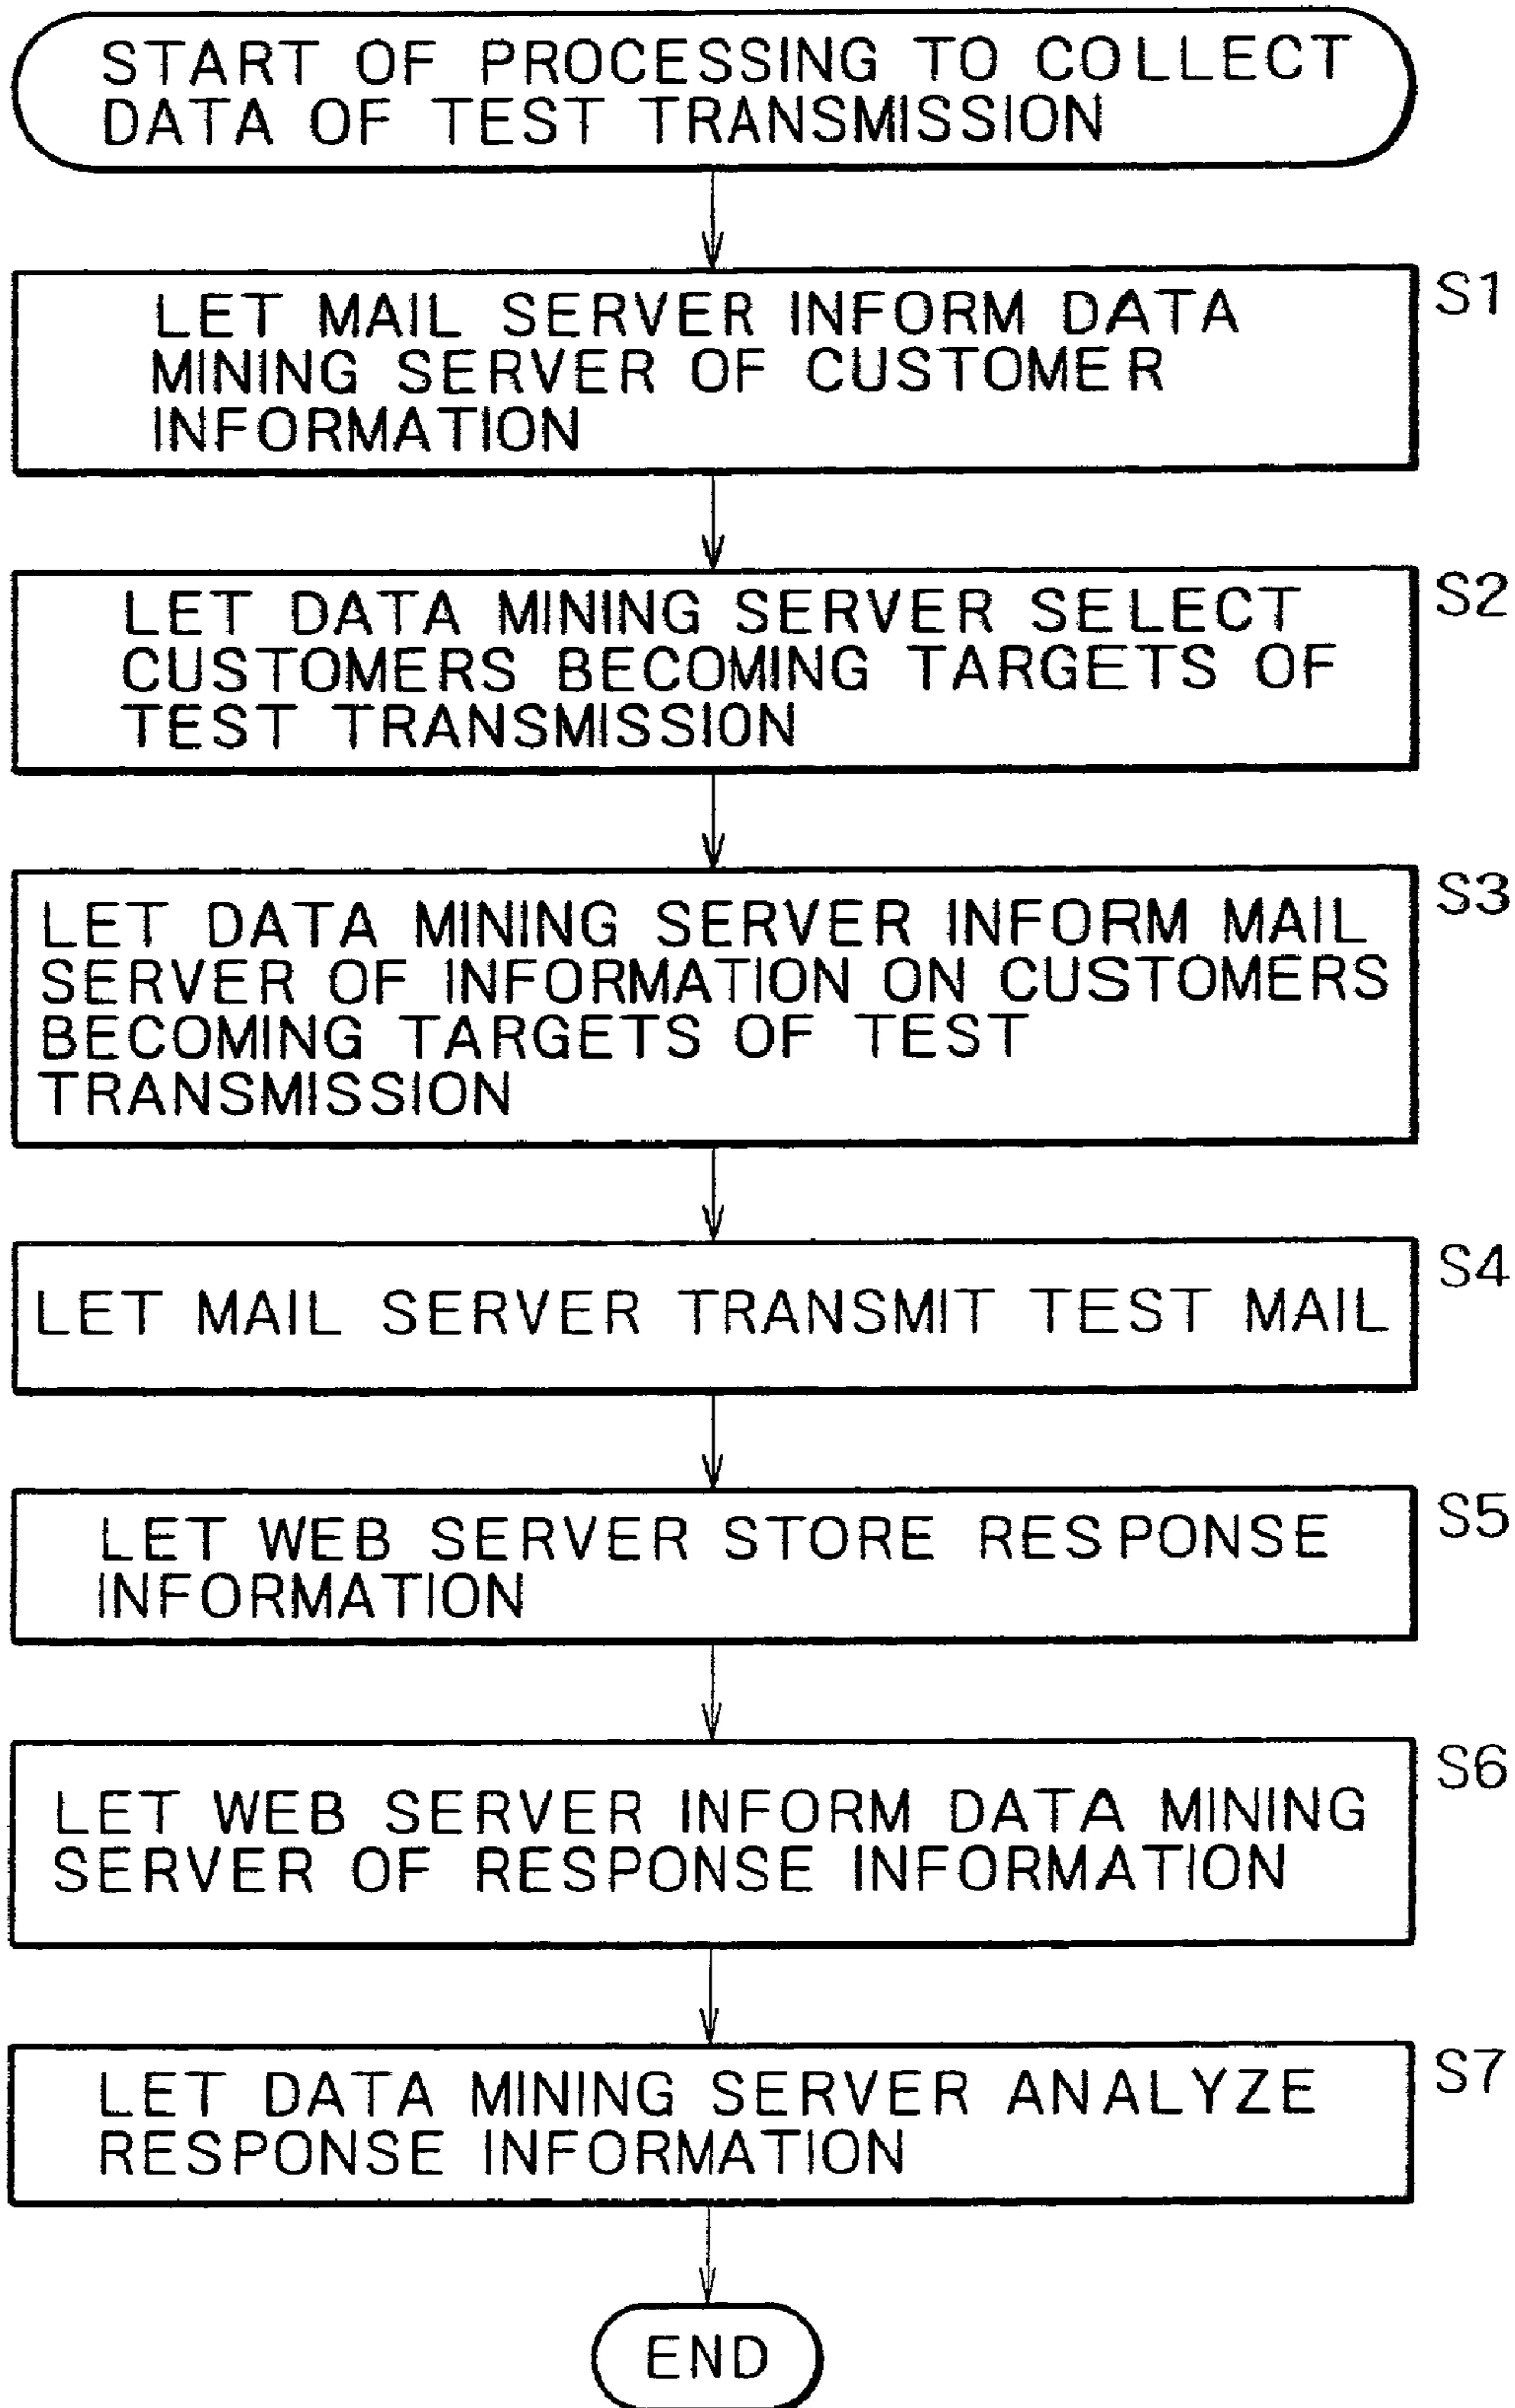 START OF PROCESSING TO COLLECT
DATA OF TEST TRANSMISSION
S1
LET MAIL SERVER INFORM DATA
MINING SERVER OF CUSTOMER
INFORMATION
S2
LET DATA MINING SERVER SELECT
CUSTOMERS BECOMING TARGETS OF
TEST TRANSMISSION
S3
LET DATA MINING SERVER INFORM MAIL
SERVER OF INFORMATION ON CUSTOMERS
BECOMING TARGETS OF TEST
TRANSMISSION
S4
LET MAIL SERVER TRANSMIT TEST MAIL
S5
LET WEB SERVER STORE RESPONSE
INFORMATION
S6
LET WEB SERVER INFORM DATA MINING
SERVER OF RESPONSE INFORMATION
S7
LET DATA MINING SERVER ANALYZE
RESPONSE INFORMATION
END